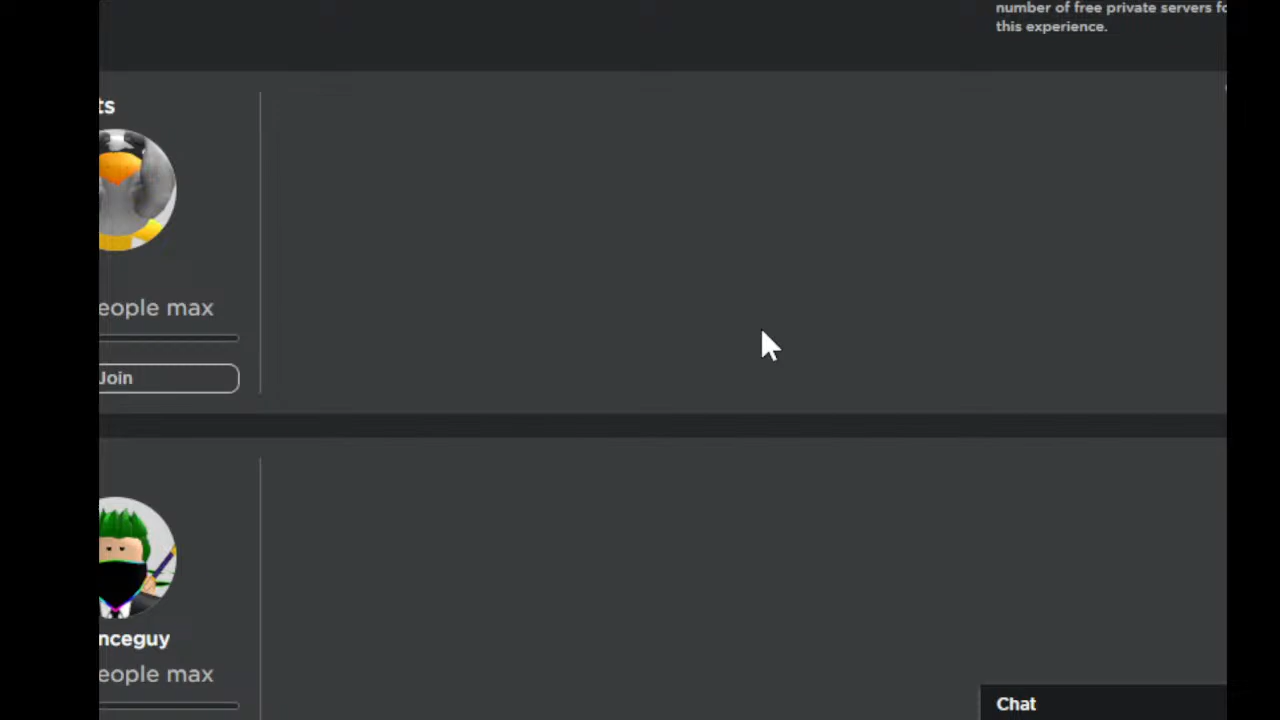 number of free private servers fo
this experience.
ts
eople max
Join
nceguy
eople max
Chat